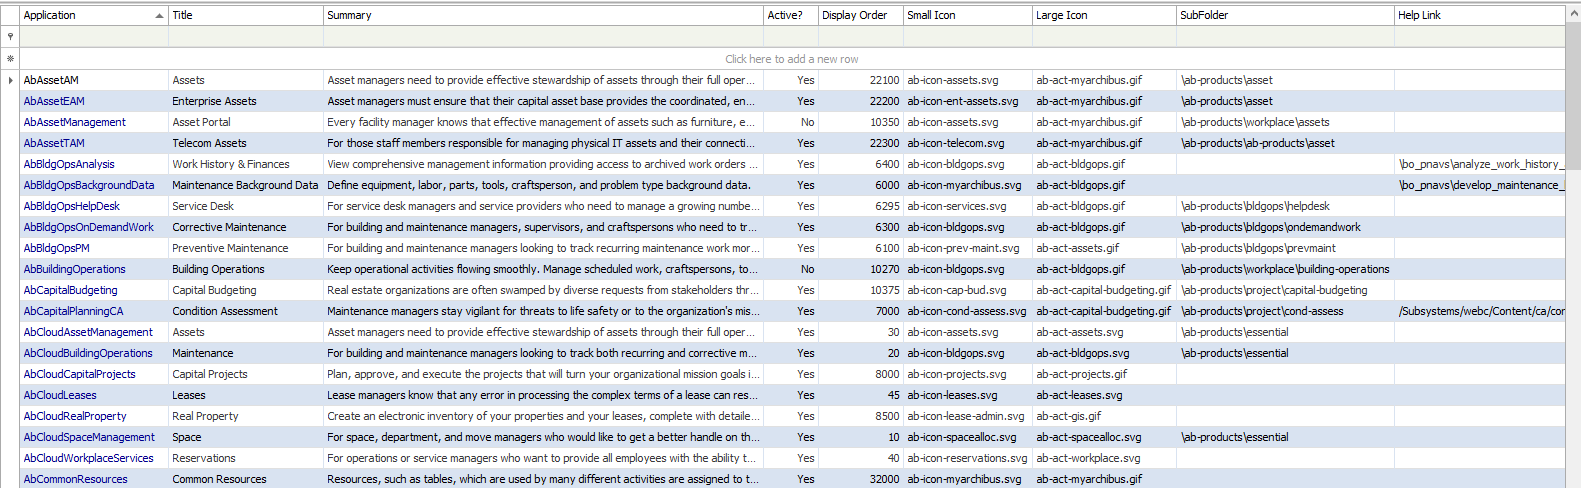 Application Title Summary Active? Display Order Small Icon Large Icon SubFolder Help Link
Click here to add a new row
AbAssetAM Assets Asset managers need to provide effective stewardship of assets through their full oper... Yes 22100 ab-icon-assets.svg ab-act-myarchibus.gif \ab-products\asset
AbAssetEAM Enterprise Assets Asset managers must ensure that their capital asset base provides the coordinated, en... Yes 22200 ab-icon-ent-assets.svg ab-act-myarchibus.gif \ab-products\asset
AbAssetManagement Asset Portal Every facility manager knows that effective management of assets such as furniture, e... No 10350 ab-icon-assets.svg ab-act-myarchibus.gif \ab-products\workplace\assets
AbAssetTAM Telecom Assets For those staff members responsible for managing physical IT assets and their connecti... Yes 22300 ab-icon-telecom.svg ab-act-myarchibus.gif \ab-products\ab-products\asset
AbBldgOpsAnalysis Work History & Finances View comprehensive management information providing access to archived work orders ... Yes 6400 ab-icon-bldgops.svg ab-act-bldgops.gif \bo_pnavs\analyze_work_history_
AbBldgOpsBackgroundData Maintenance Background Data Define equipment, labor, parts, tools, craftsperson, and problem type background data. Yes 6000 ab-icon-myarchibus.svg ab-act-bldgops.gif \bo_pnavs\develop_maintenance_
AbBldgOpsHelpDesk Service Desk For service desk managers and service providers who need to manage a growing numbe... Yes 6295 ab-icon-services.svg ab-act-bldgops.gif \ab-products\bldgops\helpdesk
AbBldgOpsOnDemandWork Corrective Maintenance For building and maintenance managers, supervisors, and craftspersons who need to tr... Yes 6300 ab-icon-bldgops.svg ab-act-bldgops.gif \ab-products\bldgops\ondemandwork
AbBldgOpsPM Preventive Maintenance For building and maintenance managers looking to track recurring maintenance work mor... Yes 6100 ab-icon-prev-maint.svg ab-act-assets.gif \ab-products\bldgops\prevmaint
AbBuildingOperations Building Operations Keep operational activities flowing smoothly. Manage scheduled work, craftspersons, to... No 10270 ab-icon-bldgops.svg ab-act-bldgops.gif \ab-products\workplace\building-operations
AbCapitalBudgeting Capital Budgeting Real estate organizations are often swamped by diverse requests from stakeholders thr... Yes 10375 ab-icon-cap-bud.svg ab-act-capital-budgeting.gif \ab-products\project\capital-budgeting
AbCapitalPlanningCA Condition Assessment Maintenance managers stay vigilant for threats to life safety or to the organization's mis... Yes 7000 ab-icon-cond-assess.svg ab-act-capital-budgeting.gif \ab-products\project\cond-assess /Subsystems/webc/Content/ca/con
AbCloudAssetManagement Assets Asset managers need to provide effective stewardship of assets through their full oper... Yes 30 ab-icon-assets.svg ab-act-assets.svg \ab-products\essential
AbCloudBuildingOperations Maintenance For building and maintenance managers looking to track both recurring and corrective m... Yes 20 ab-icon-bldgops.svg ab-act-bldgops.svg \ab-products\essential
AbCloudCapitalProjects Capital Projects Plan, approve, and execute the projects that will turn your organizational mission goals i... Yes 8000 ab-icon-projects.svg ab-act-projects.gif
AbCloudLeases Leases Lease managers know that any error in processing the complex terms of a lease can res... Yes 45 ab-icon-leases.svg ab-act-leases.svg
AbCloudRealProperty Real Property Create an electronic inventory of your properties and your leases, complete with detaile... Yes 8500 ab-icon-lease-admin.svg ab-act-gis.gif
AbCloudSpaceManagement Space For space, department, and move managers who would like to get a better handle on th... Yes 10 ab-icon-spacealloc.svg ab-act-spacealloc.svg \ab-products\essential
AbCloudWorkplaceServices Reservations For operations or service managers who want to provide all employees with the ability t... Yes 40 ab-icon-reservations.svg ab-act-workplace.svg
AbCommonResources Common Resources Resources, such as tables, which are used by many different activities are assigned to t... Yes 32000 ab-icon-myarchibus.svg ab-act-myarchibus.gif